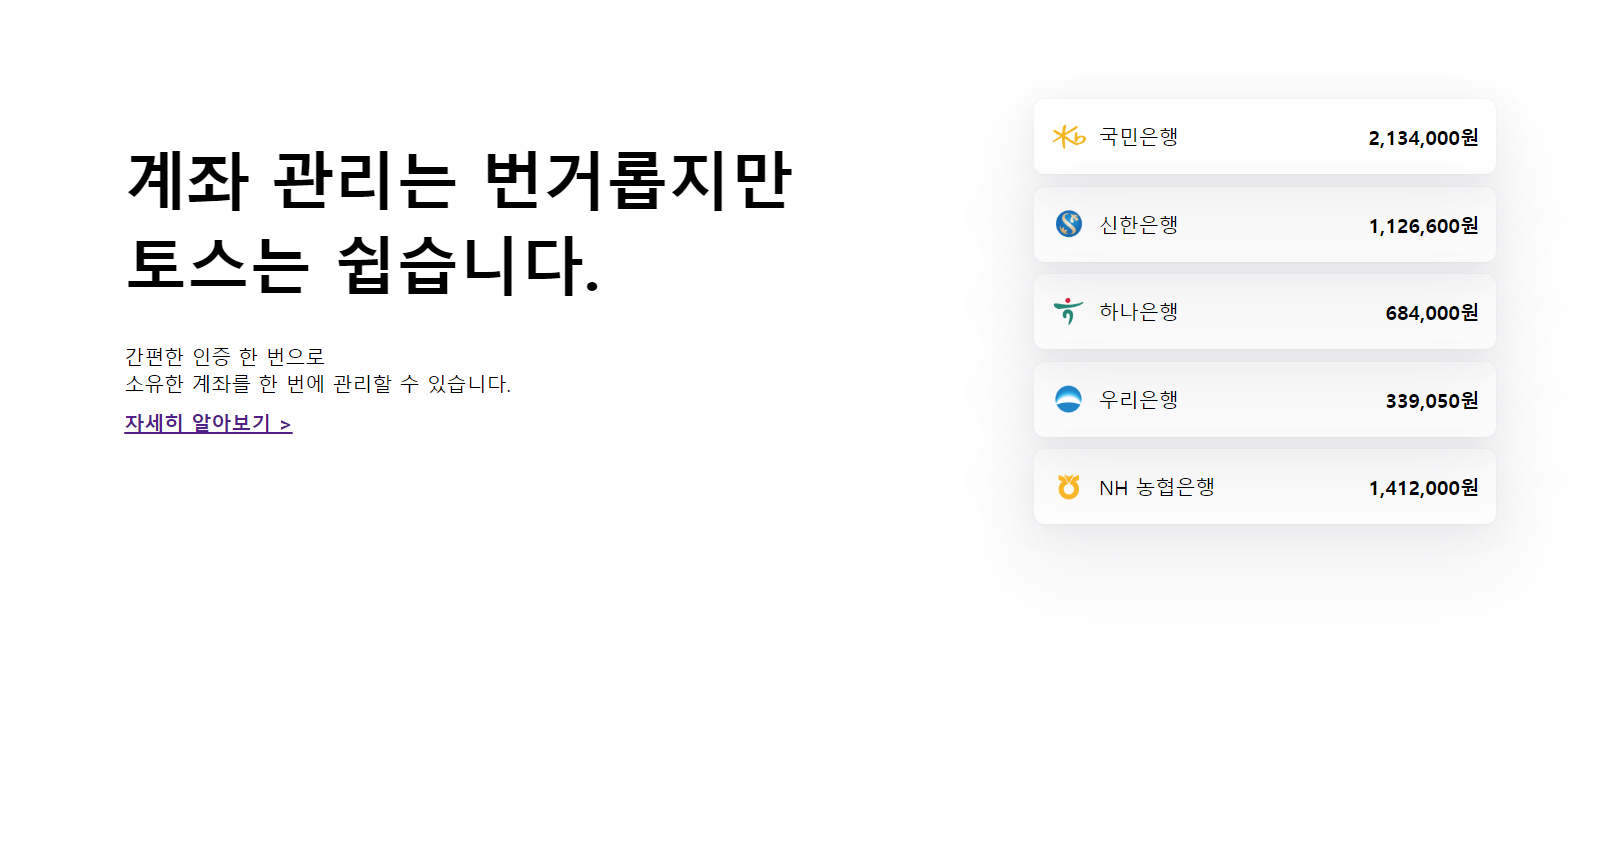 계좌 관리는 번거롭지만
토스는 쉽습니다.
간편한 인증 한 번으로
소유한 계좌를 한 번에 관리할 수 있습니다.
자세히 알아보기 >
국민은행 2,134,000원
신한은행 1,126,600원
하나은행 684,000원
우리은행 339,050원
NH 농협은행 1,412,000원